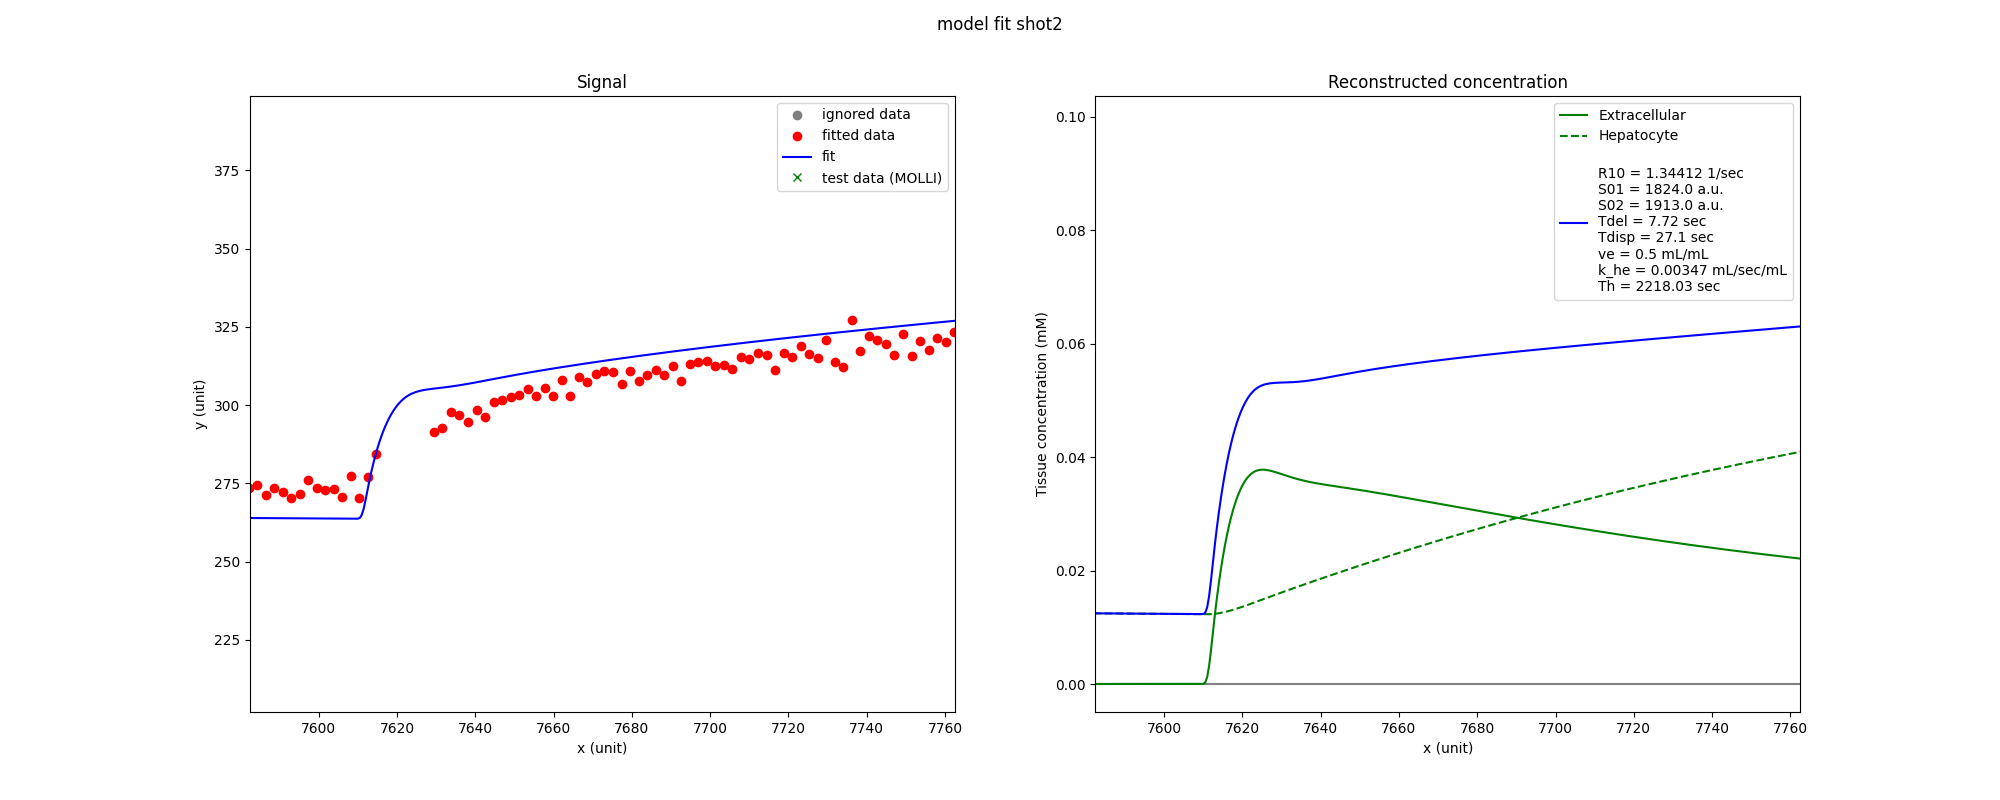 model fit shot2
Signal
ignored data
fitted data
fit
test data (MOLLI)
375
350
325
300
275
250
225
y (unit)
7600 7620 7640 7660 7680 7700 7720 7740 7760
x (unit)
Reconstructed concentration
Extracellular
Hepatocyte
R10 = 1.34412 1/sec
S01 = 1824.0 a.u.
S02 = 1913.0 a.u.
Tdel = 7.72 sec
Tdisp = 27.1 sec
ve = 0.5 mL/mL
k_he = 0.00347 mL/sec/mL
Th = 2218.03 sec
0.10
0.08
0.06
0.04
0.02
0.00
Tissue concentration (mM)
7600 7620 7640 7660 7680 7700 7720 7740 7760
x (unit)